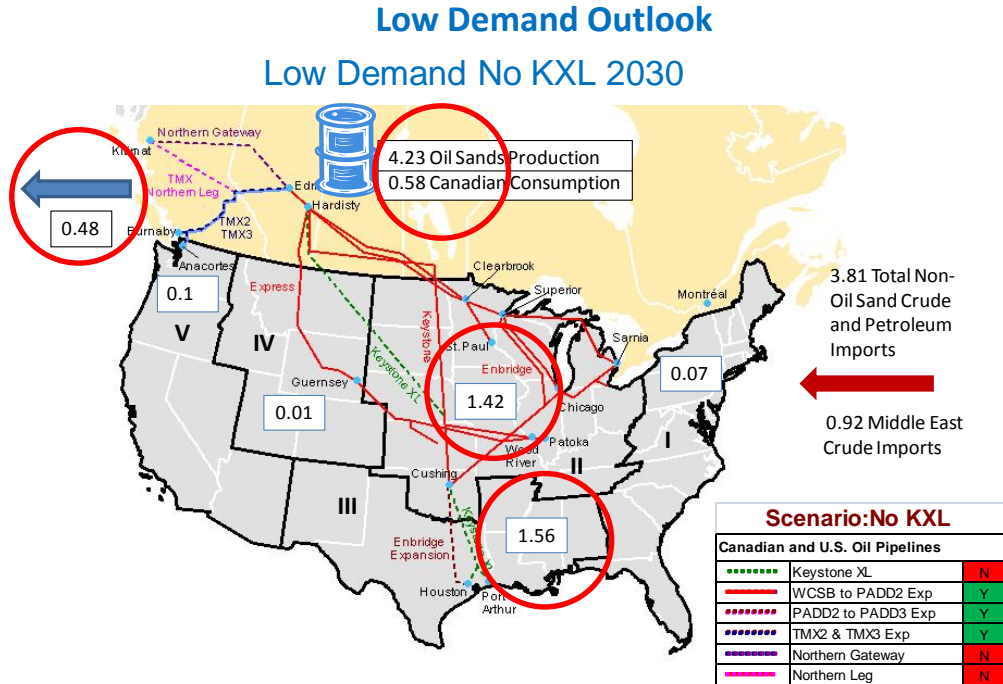 Low Demand Outlook
Low Demand No KXL 2030
Northern Gateway
Kitimat
4.23 Oil Sands Production
0.58 Canadian Consumption
TMX
Northern Leg
Hardisty
0.48
Burnaby
TMX2
TMX3
Anacortes
Clearbrook
Superior
Montréal
3.81 Total Non-
Oil Sand Crude
and Petroleum
Imports
0.1
V
Express
IV
Keystone
Keystone XL
St.Paul
Sarnia
Enbridge
0.07
Guernsey
1.42
Chicago
0.01
0.92 Middle East
Crude Imports
Wood
River
Patoka
I
II
Cushing
III
1.56
Enbridge
Expansion
Houston
Port
Arthur
Scenario:No KXL
Canadian and U.S. Oil Pipelines
Keystone XL N
WCSB to PADD2 Exp Y
PADD2 to PADD3 Exp Y
TMX2 & TMX3 Exp Y
Northern Gateway N
Northern Leg N